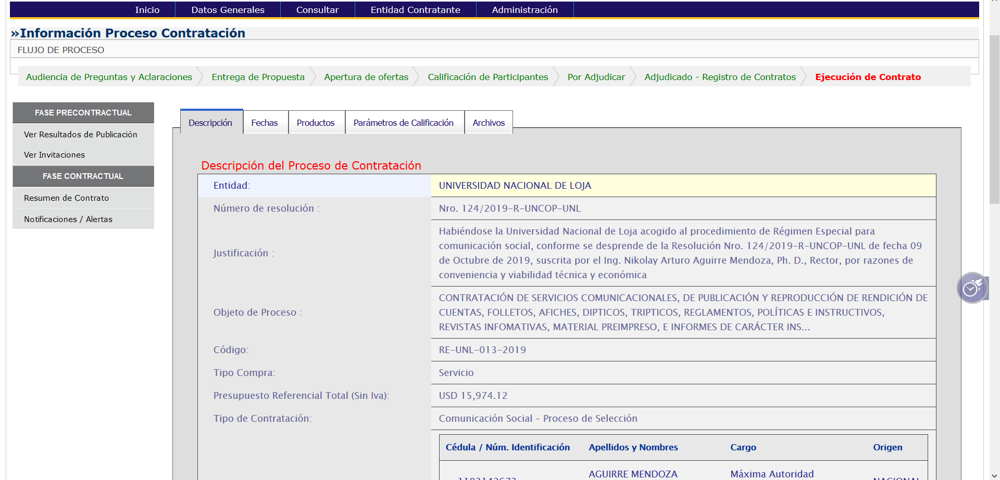 Inicio Datos Generales Consultar Entidad Contratante Administración
»Información Proceso Contratación
FLUJO DE PROCESO
Audiencia de Preguntas y Aclaraciones Entrega de Propuesta Apertura de ofertas Calificación de Participantes Por Adjudicar Adjudicado - Registro de Contratos Ejecución de Contrato
FASE PRECONTRACTUAL
Ver Resultados de Publicación
Ver Invitaciones
FASE CONTRACTUAL
Resumen de Contrato
Notificaciones / Alertas
Descripción Fechas Productos Parámetros de Calificación Archivos
Descripción del Proceso de Contratación
Entidad: UNIVERSIDAD NACIONAL DE LOJA
Número de resolución : Nro. 124/2019-R-UNCOP-UNL
Justificación : Habiéndose la Universidad Nacional de Loja acogido al procedimiento de Régimen Especial para
comunicación social, conforme se desprende de la Resolución Nro. 124/2019-R-UNCOP-UNL de fecha 09
de Octubre de 2019, suscrita por el Ing. Nikolay Arturo Aguirre Mendoza, Ph. D., Rector, por razones de
conveniencia y viabilidad técnica y económica
Objeto de Proceso : CONTRATACIÓN DE SERVICIOS COMUNICACIONALES, DE PUBLICACIÓN Y REPRODUCCIÓN DE RENDICIÓN DE
CUENTAS, FOLLETOS, AFICHES, DIPTICOS, TRIPTICOS, REGLAMENTOS, POLÍTICAS E INSTRUCTIVOS,
REVISTAS INFOMATIVAS, MATERIAL PREIMPRESO, E INFORMES DE CARÁCTER INS...
Código: RE-UNL-013-2019
Tipo Compra: Servicio
Presupuesto Referencial Total (Sin Iva): USD 15,974.12
Tipo de Contratación: Comunicación Social - Proceso de Selección
Cédula / Núm. Identificación Apellidos y Nombres Cargo Origen
AGUIRRE MENDOZA Máxima Autoridad
NACIONAL